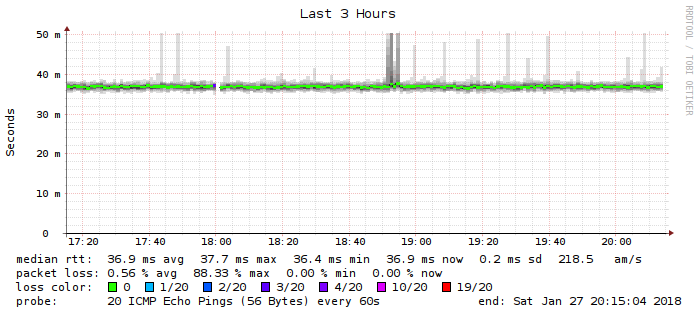 Last 3 Hours
RRDTOOL / TOBI OETIKER
Seconds
50 m
40 m
30 m
20 m
10 m
0
17:20 17:40 18:00 18:20 18:40 19:00 19:20 19:40 20:00
median rtt: 36.9 ms avg 37.7 ms max 36.4 ms min 36.9 ms now 0.2 ms sd 218.5 am/s
packet loss: 0.56 % avg 88.33 % max 0.00 % min 0.00 % now
loss color: 0 1/20 2/20 3/20 4/20 10/20 19/20
probe: 20 ICMP Echo Pings (56 Bytes) every 60s end: Sat Jan 27 20:15:04 2018